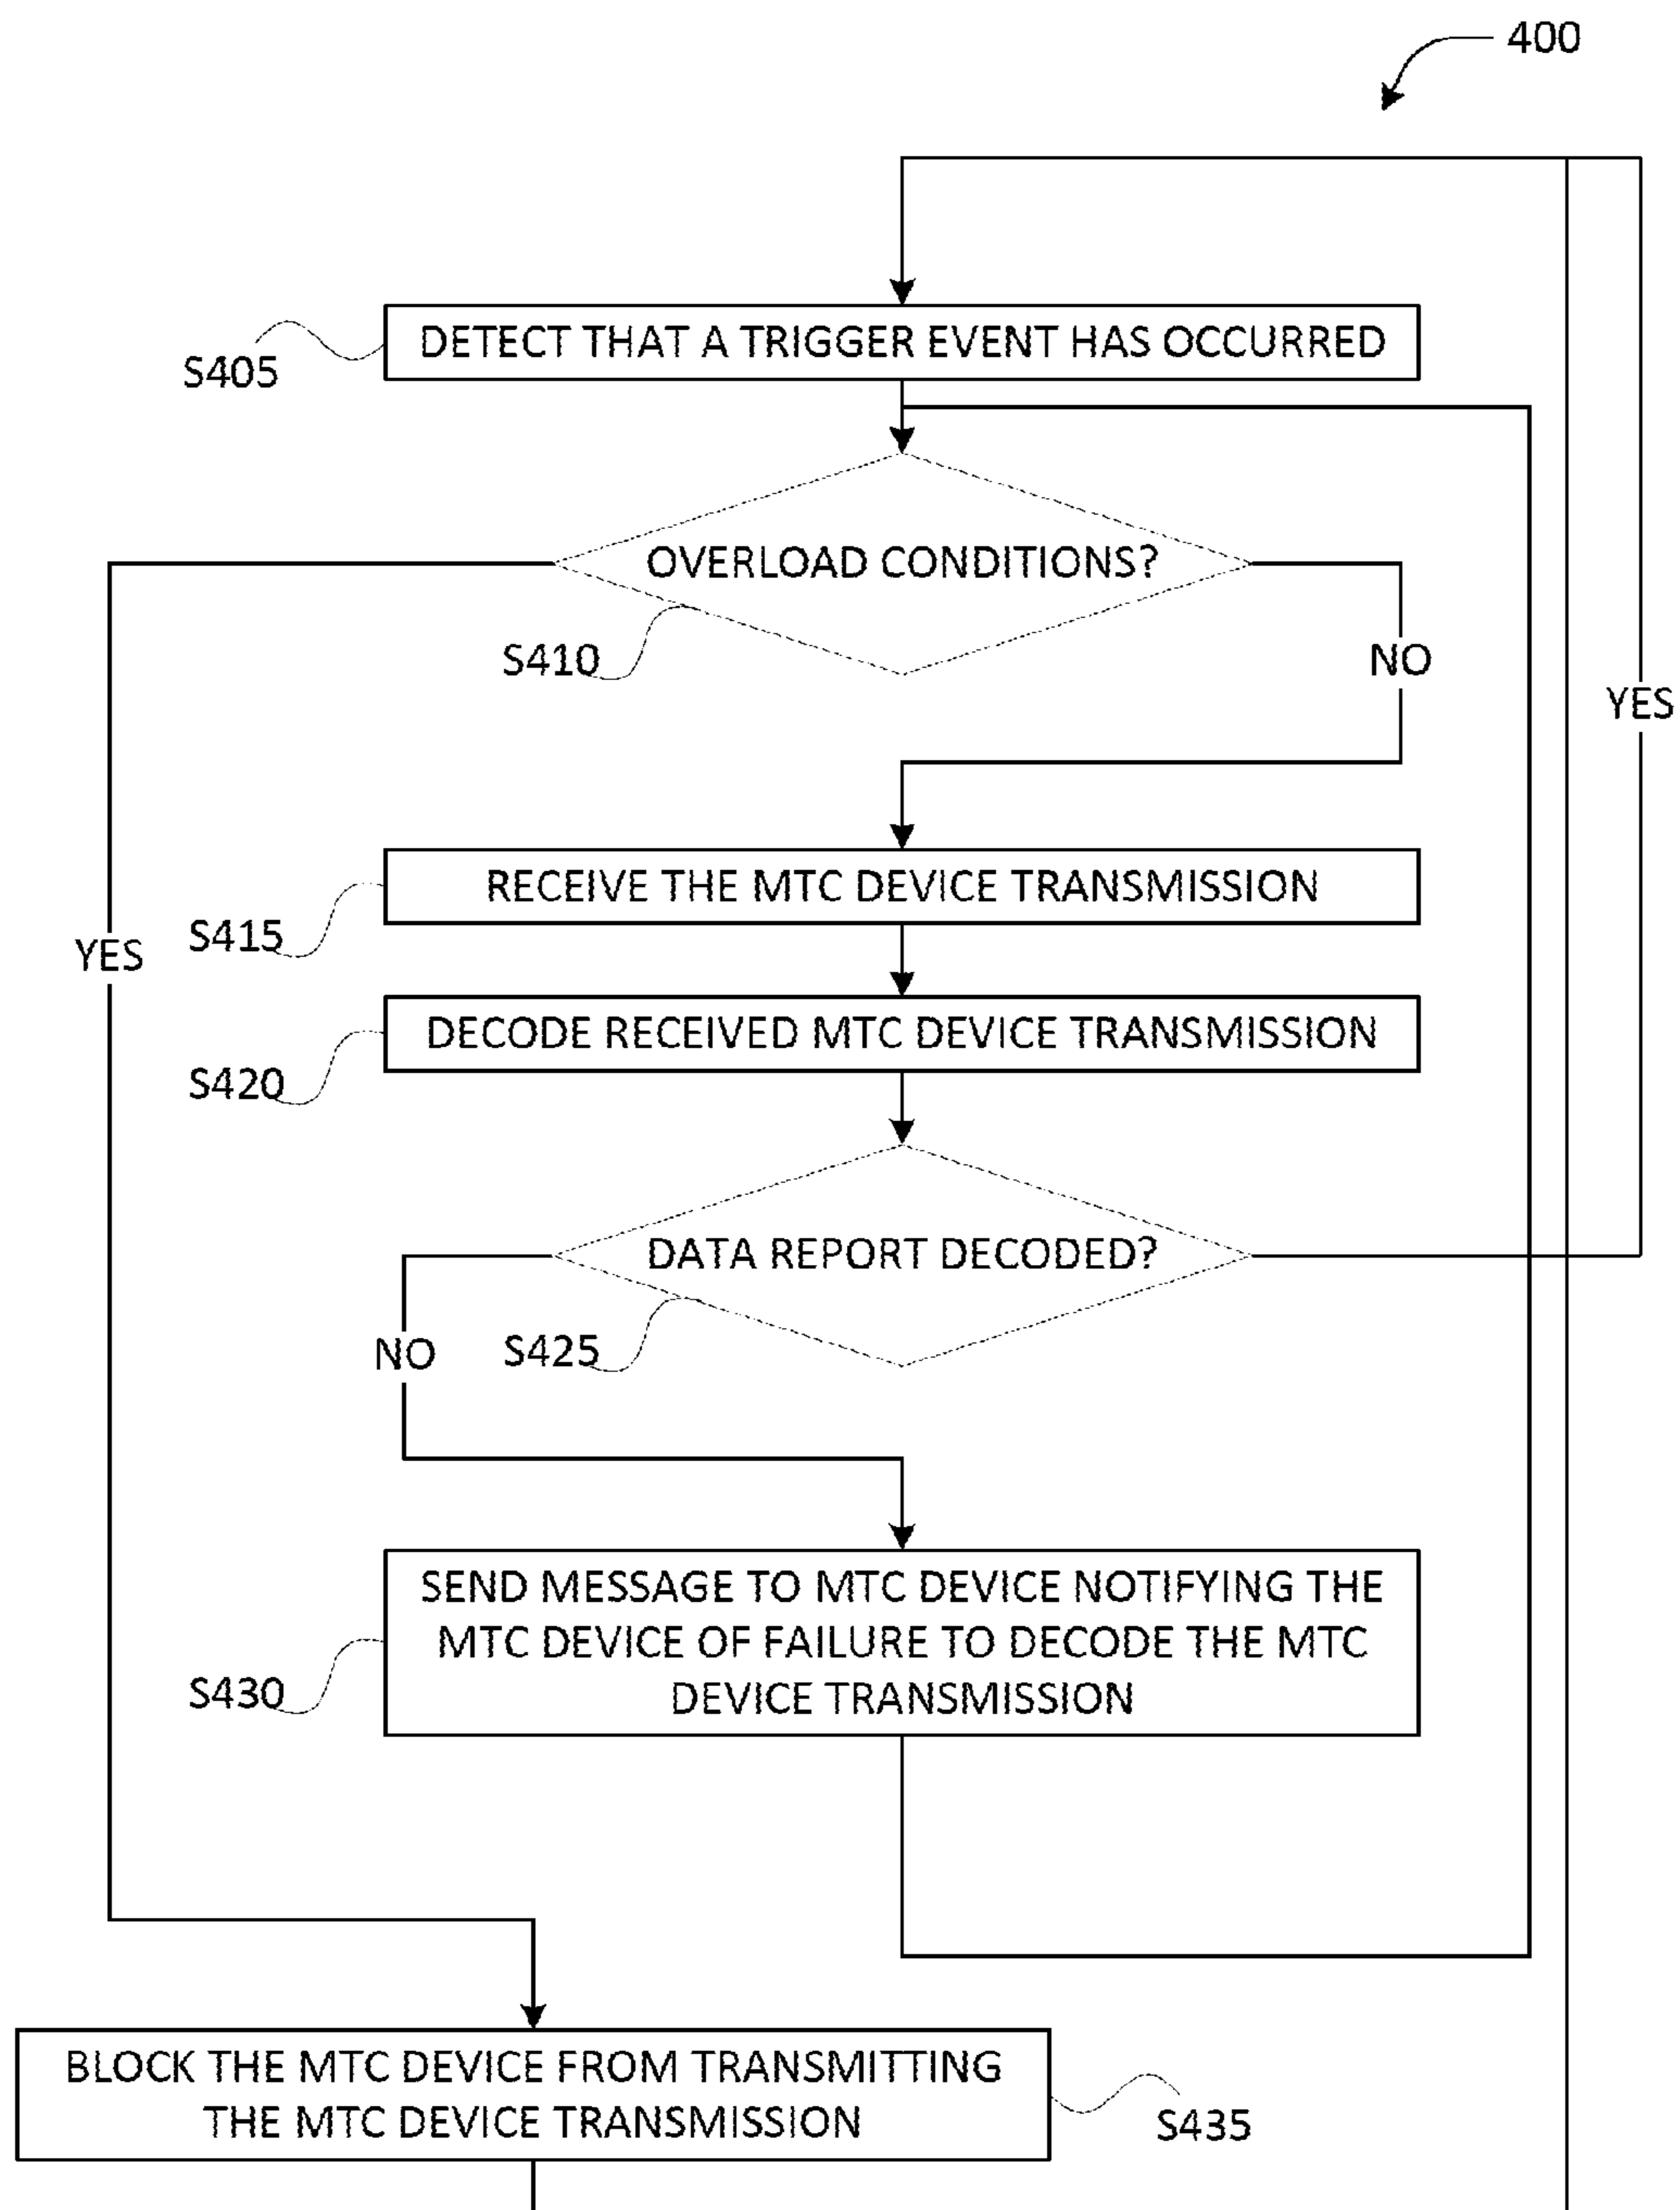 400
DETECT THAT A TRIGGER EVENT HAS OCCURRED
S405
OVERLOAD CONDITIONS?
S410
NO
YES
RECEIVE THE MTC DEVICE TRANSMISSION
S415
YES
DECODE RECEIVED MTC DEVICE TRANSMISSION
S420
DATA REPORT DECODED?
NO
S425
SEND MESSAGE TO MTC DEVICE NOTIFYING THE
MTC DEVICE OF FAILURE TO DECODE THE MTC
DEVICE TRANSMISSION
S430
BLOCK THE MTC DEVICE FROM TRANSMITTING
THE MTC DEVICE TRANSMISSION
S435